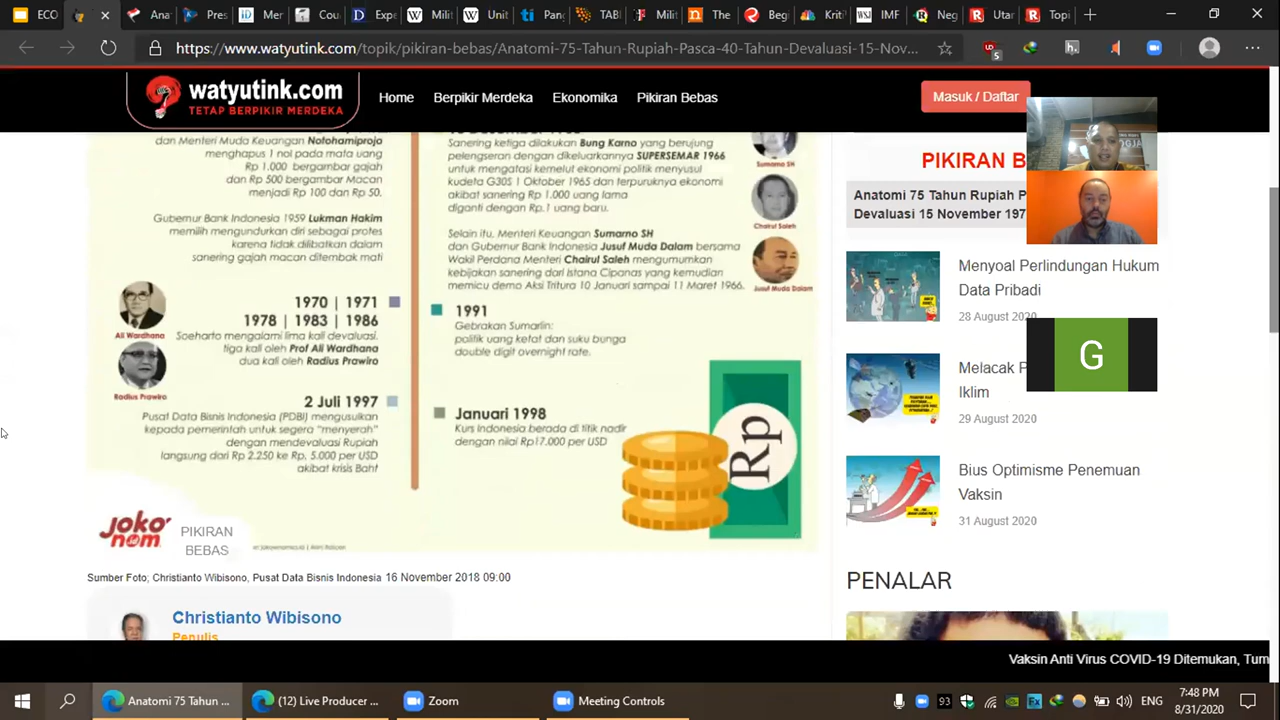 ECO
Ana
Pres
Mer
Cou
Exp
Mili
Unit
Pan
TAB
Milit
The
Begi
Krit
IMF
Neg
Utar
Topi
https://www.watyutink.com/topik/pikiran-bebas/Anatomi-75-Tahun-Rupiah-Pasca-40-Tahun-Devaluasi-15-Nov...
5
watyutink.com
TETAP BERPIKIR MERDEKA
Home
Berpikir Merdeka
Ekonomika
Pikiran Bebas
Masuk / Daftar
dan Menteri Muda Keuangan Notohamiprojo
menghapus 1 nol pada mata uang
Rp 1.000 bergambar gajah
dan Rp 500 bergambar Macan
menjadi Rp 100 dan Rp 50.
Gubernur Bank Indonesia 1959 Lukman Hakim
memilih mengundurkan diri sebagai protes
karena tidak dilibatkan dalam
sanering gajah macan ditembak mati
Ali Wardhana
1970 | 1971
1978 | 1983 | 1986
Soeharto mengalami lima kali devaluasi.
tiga kali oleh Prof Ali Wardhana
dua kali oleh Radius Prawiro
Radius Prawiro
2 Juli 1997
Pusat Data Bisnis Indonesia (PDBI) mengusulkan
kepada pemerintah untuk segera "menyerah"
dengan mendevaluasi Rupiah
langsung dari Rp 2.250 ke Rp. 5.000 per USD
akibat krisis Baht
Sanering ketiga dilakukan Bung Karno yang berujung
pelengseran dengan dikeluarkannya SUPERSEMAR 1966
untuk mengatasi kemelut ekonomi politik menyusul
kudeta G30S 1 Oktober 1965 dan terpuruknya ekonomi
akibat sanering Rp 1.000 uang lama
diganti dengan Rp.1 uang baru.
Sumarno SH
Chairul Saleh
Selain itu, Menteri Keuangan Sumarno SH
dan Gubernur Bank Indonesia Jusuf Muda Dalam bersama
Wakil Perdana Menteri Chairul Saleh mengumumkan
kebijakan sanering dari Istana Cipanas yang kemudian
memicu demo Aksi Tritura 10 Januari sampai 11 Maret 1966.
Jusuf Muda Dalam
1991
Gebrakan Sumarlin:
politik uang ketat dan suku bunga
double digit overnight rate.
Januari 1998
Kurs Indonesia berada di titik nadir
dengan nilai Rp17.000 per USD
Rp
joko
nom
PIKIRAN
BEBAS
Sumber Foto; Christianto Wibisono, Pusat Data Bisnis Indonesia 16 November 2018 09:00
Christianto Wibisono
Penulis
PIKIRAN B
Anatomi 75 Tahun Rupiah P
Devaluasi 15 November 197
Menyoal Perlindungan Hukum
Data Pribadi
28 August 2020
Melacak P
Iklim
29 August 2020
G
Bius Optimisme Penemuan
Vaksin
31 August 2020
PENALAR
Vaksin Anti Virus COVID-19 Ditemukan, Tum
Anatomi 75 Tahun ...
(12) Live Producer ...
Zoom
Meeting Controls
93
ENG
7:48 PM
8/31/2020